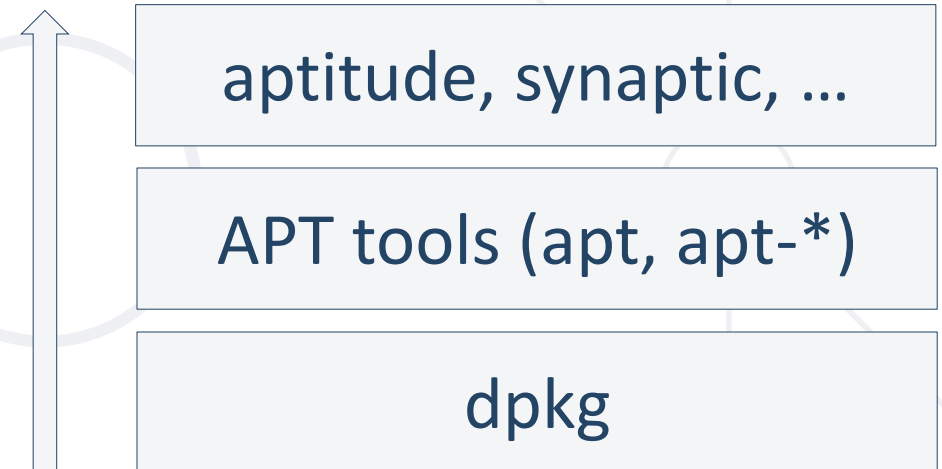 aptitude, synaptic, ...
APT tools (apt, apt-*)
dpkg